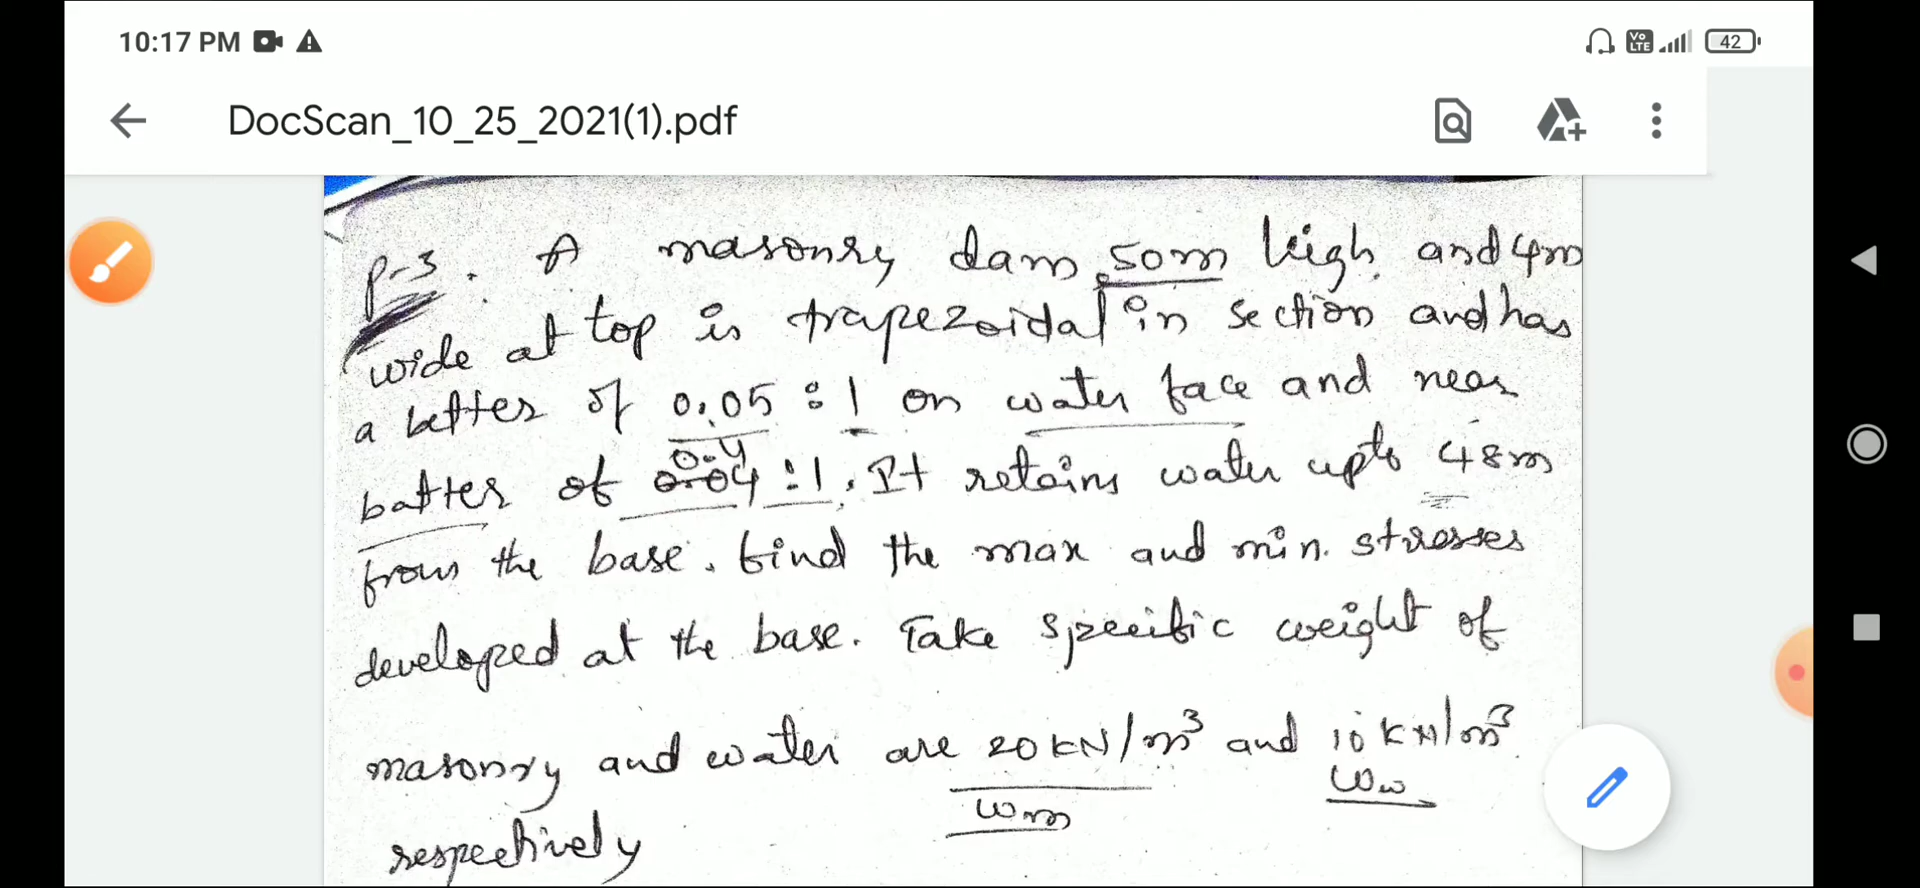 10:17 PM
42
DocScan_10_25_2021(1).pdf
P-3. A masonry dam 50m high and 4m
wide at top is trapezoidal in section and has
a better of 0.05 : 1 on water face and near
0.4
batter of 0.04 : 1. It retains water upto 48m
from the base. find the max and min. stresses
developed at the base. Take specific weight of
masonry and water are 20 KN/m³ and 10 KN/m³
ωm ωw
respectively